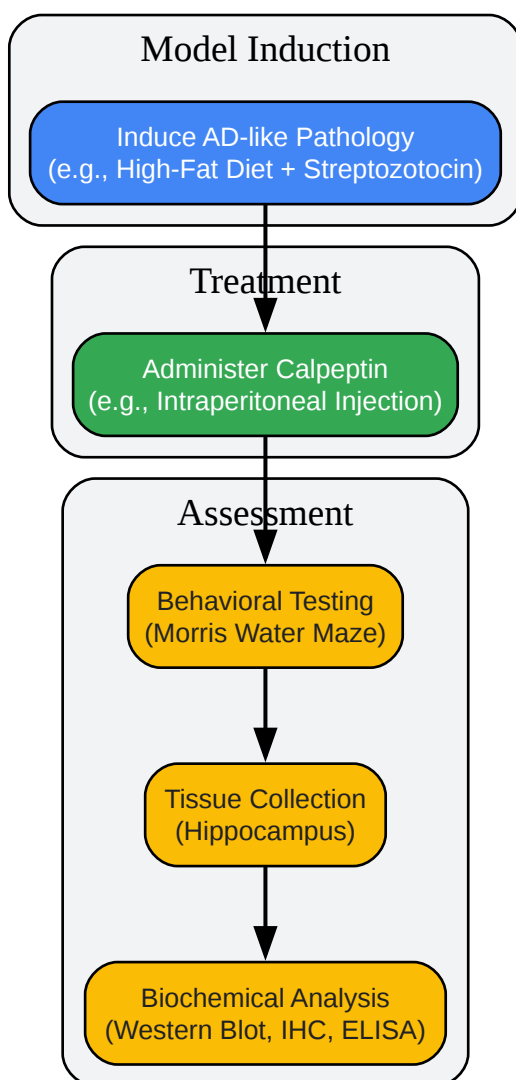 Model Induction
Induce AD-like Pathology
(e.g., High-Fat Diet + Streptozotocin)
Treatment
Administer Calpeptin
(e.g., Intraperitoneal Injection)
Assessment
Behavioral Testing
(Morris Water Maze)
Tissue Collection
(Hippocampus)
Biochemical Analysis
(Western Blot, IHC, ELISA)